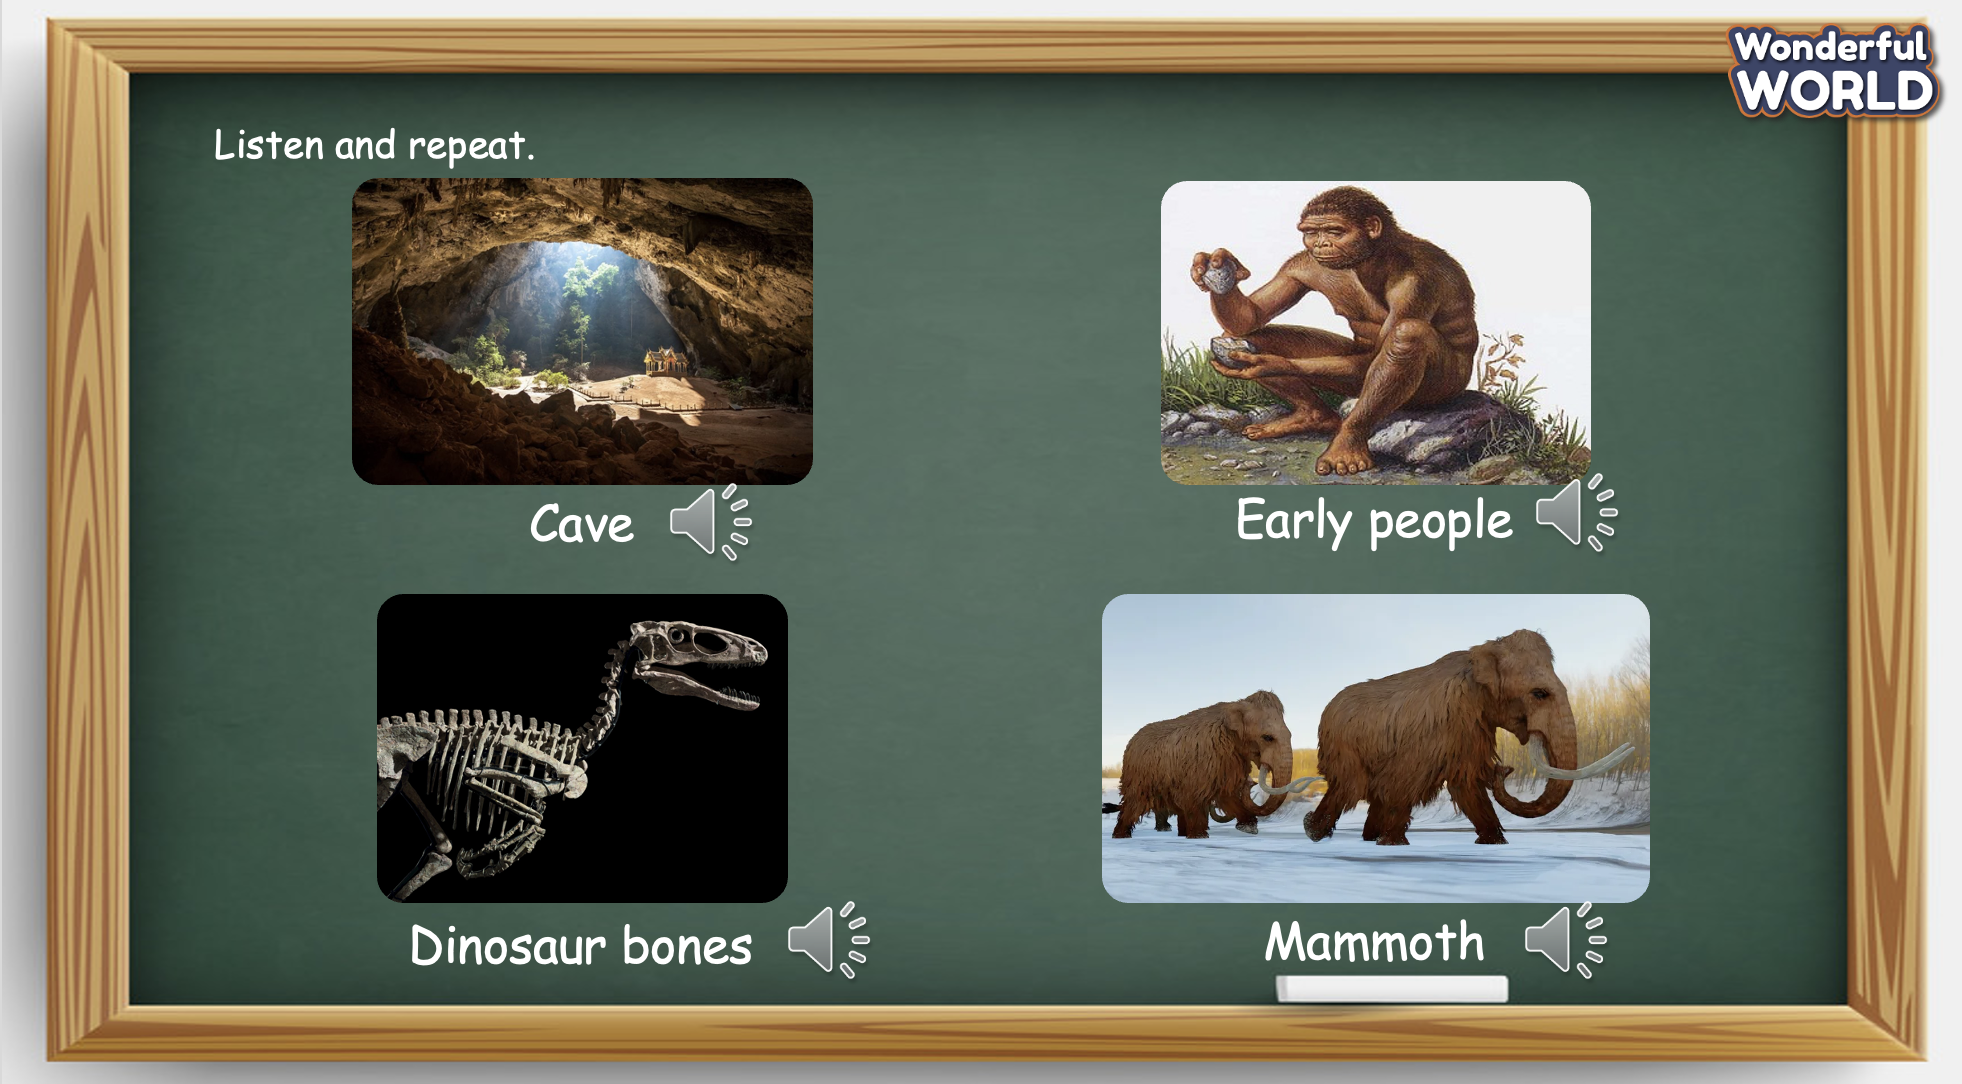 Wonderful
WORLD
Listen and repeat.
Cave
Early people
Dinosaur bones
Mammoth